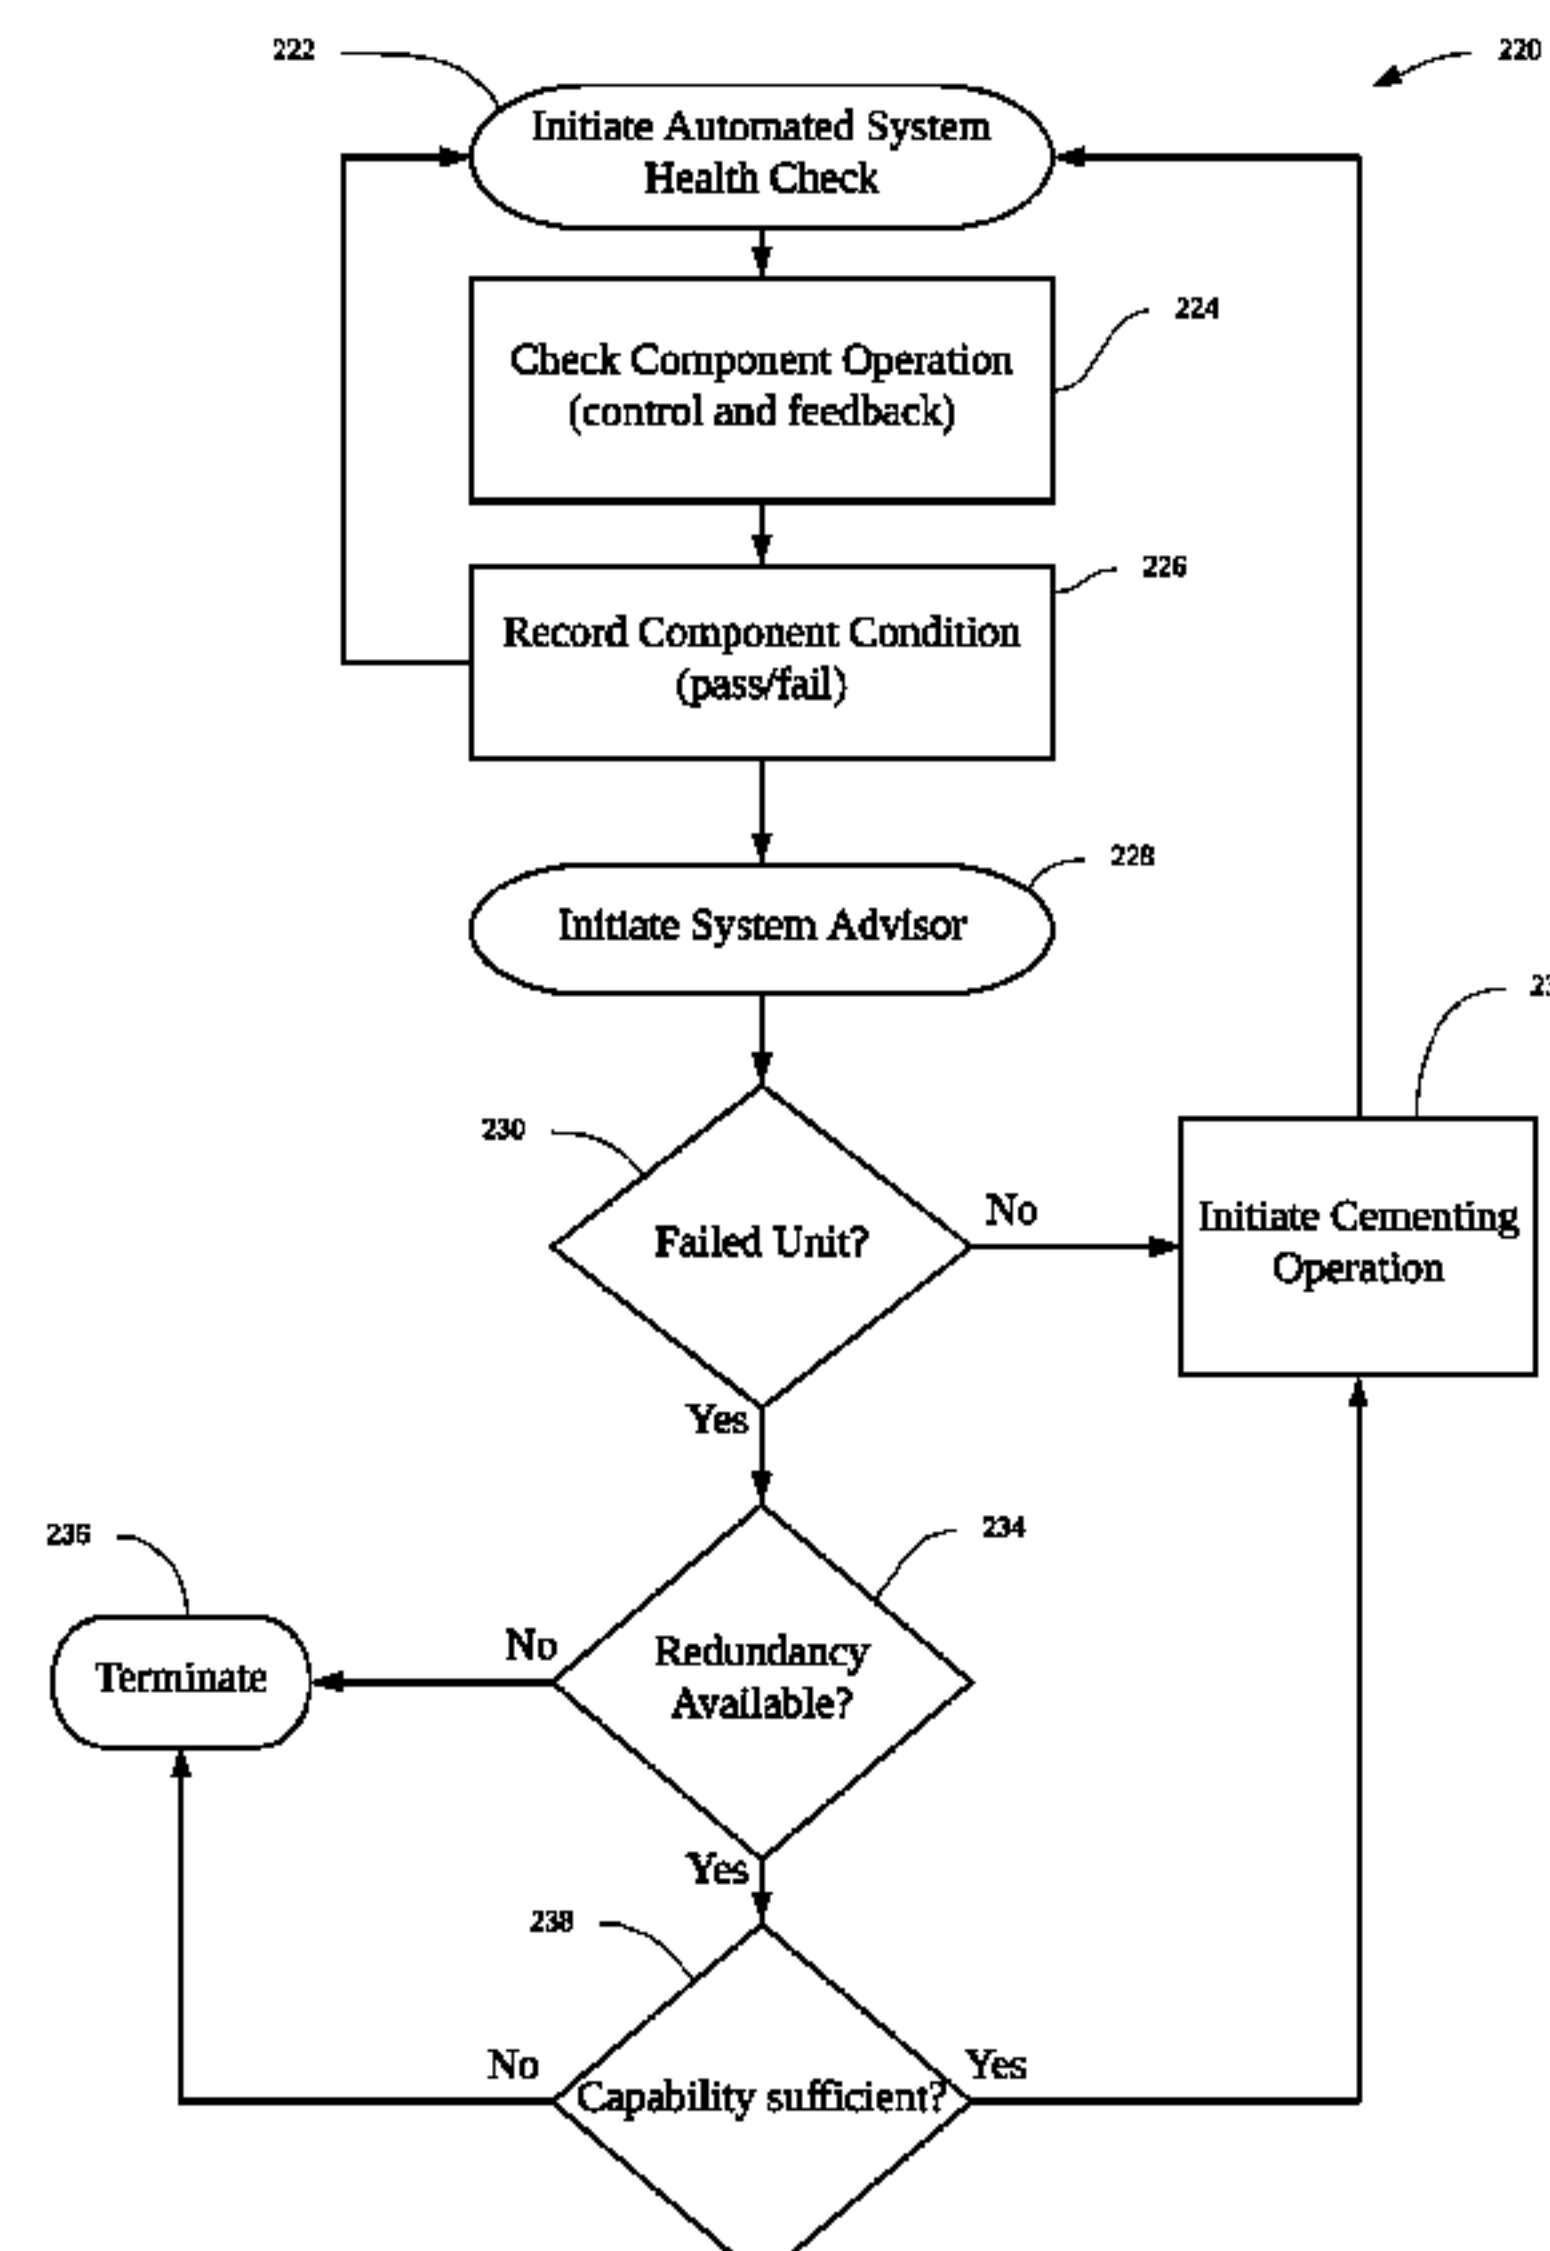 222
220
Initiate Automated System
Health Check
224
Check Component Operation
(control and feedback)
226
Record Component Condition
(pass/fail)
228
Initiate System Advisor
230
Failed Unit?
No
Initiate Cementing
Operation
Yes
236
234
Terminate
No
Redundancy
Available?
Yes
238
No
Capability sufficient?
Yes